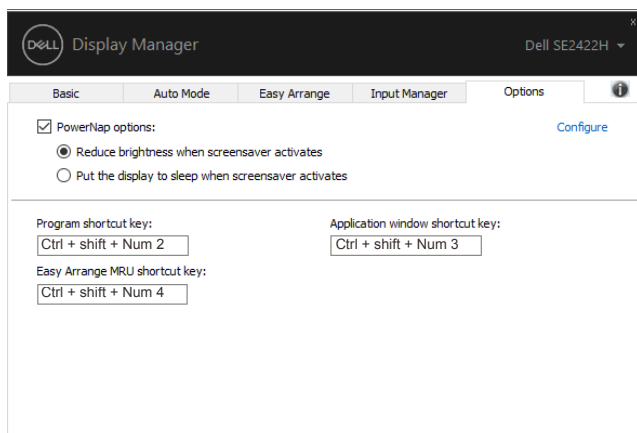 x
DELL Display Manager Dell SE2422H
Basic Auto Mode Easy Arrange Input Manager Options i
PowerNap options: Configure
Reduce brightness when screensaver activates
Put the display to sleep when screensaver activates
Program shortcut key: Application window shortcut key:
Ctrl + shift + Num 2 Ctrl + shift + Num 3
Easy Arrange MRU shortcut key:
Ctrl + shift + Num 4